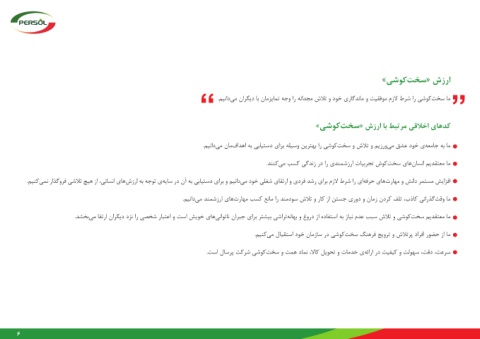 PERSOL
ارزش «سخت‌کوشی»
ما سخت‌کوشی را شرط لازم موفقیت و ماندگاری خود و تلاش مجدانه را وجه تمایزمان با دیگران می‌دانیم.
کدهای اخلاقی مرتبط با ارزش «سخت‌کوشی»
ما به جامعه‌ی خود عشق می‌ورزیم و تلاش و سخت‌کوشی را بهترین وسیله برای دستیابی به اهدافمان می‌دانیم.
ما معتقدیم انسان‌های سخت‌کوش تجربیات ارزشمندی را در زندگی کسب می‌کنند.
افزایش مستمر دانش و مهارت‌های حرفه‌ای را شرط لازم برای رشد فردی و ارتقای شغلی خود می‌دانیم و برای دستیابی به آن در سایه‌ی توجه به ارزش‌های انسانی، از هیچ تلاشی فروگذار نمی‌کنیم.
ما وقت‌گذرانی کاذب، تلف کردن زمان و دوری جستن از کار و تلاش سودمند را مانع کسب مهارت‌های ارزشمند می‌دانیم.
ما معتقدیم سخت‌کوشی و تلاش سبب عدم نیاز به استفاده از دروغ و بهانه‌تراشی بیشتر برای جبران ناتوانی‌های خویش است و اعتبار شخصی را نزد دیگران ارتقا می‌بخشد.
ما از حضور افراد پرتلاش و ترویج فرهنگ سخت‌کوشی در سازمان خود استقبال می‌کنیم.
سرعت، دقت، سهولت و کیفیت در ارائه‌ی خدمات و تحویل کالا، نماد همت و سخت‌کوشی شرکت پرسال است.
۶